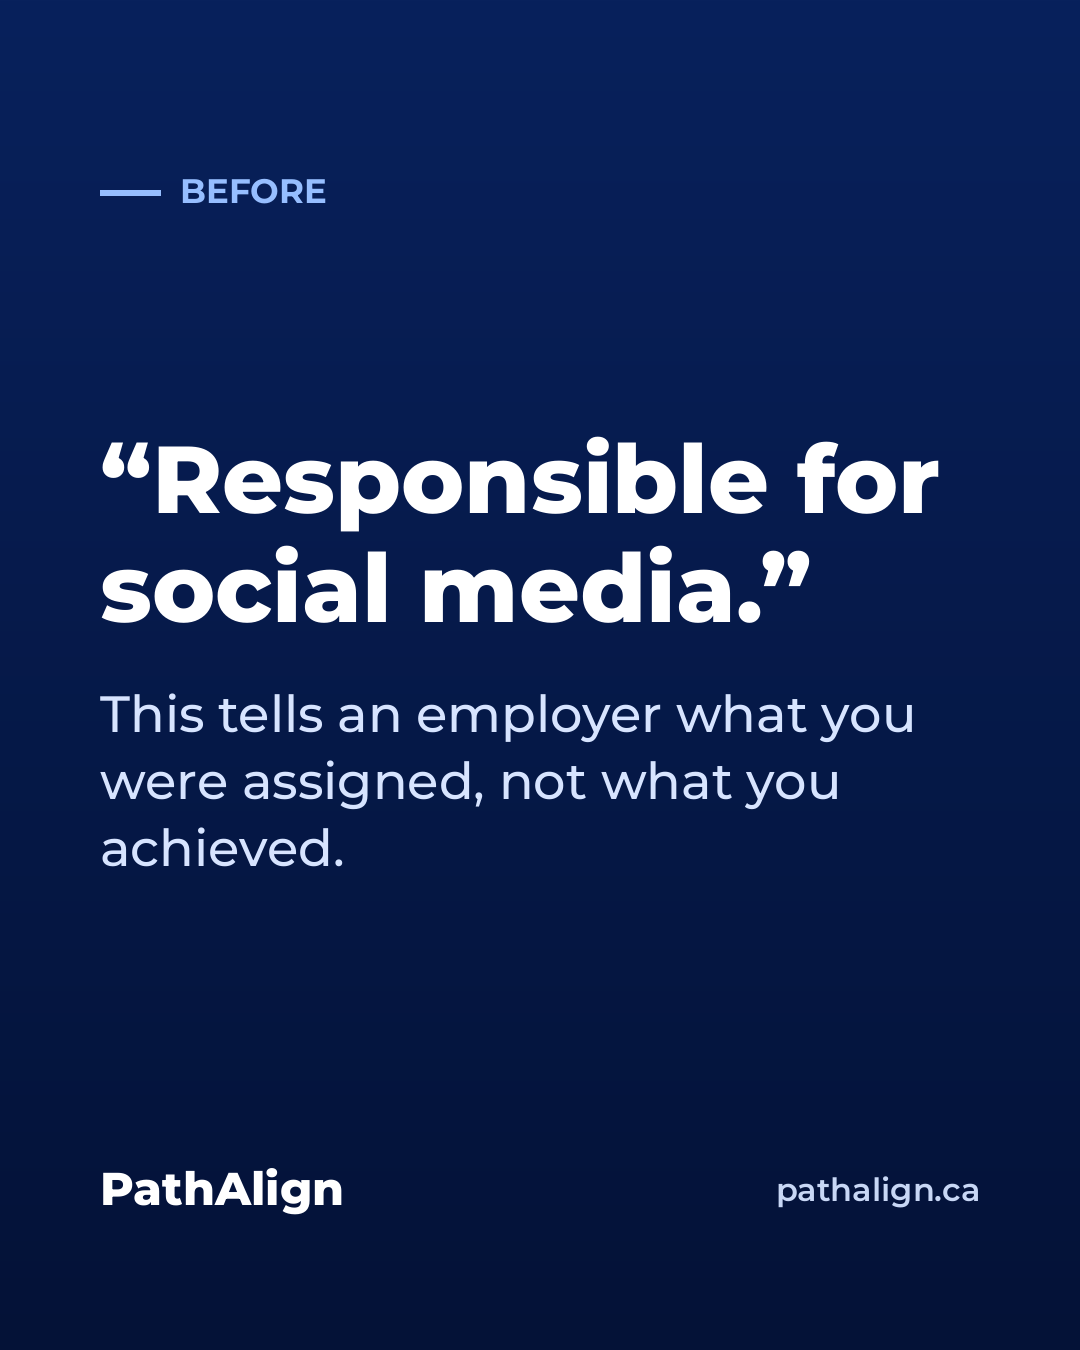 BEFORE
“Responsible for
social media.”
This tells an employer what you
were assigned, not what you
achieved.
PathAlign
pathalign.ca